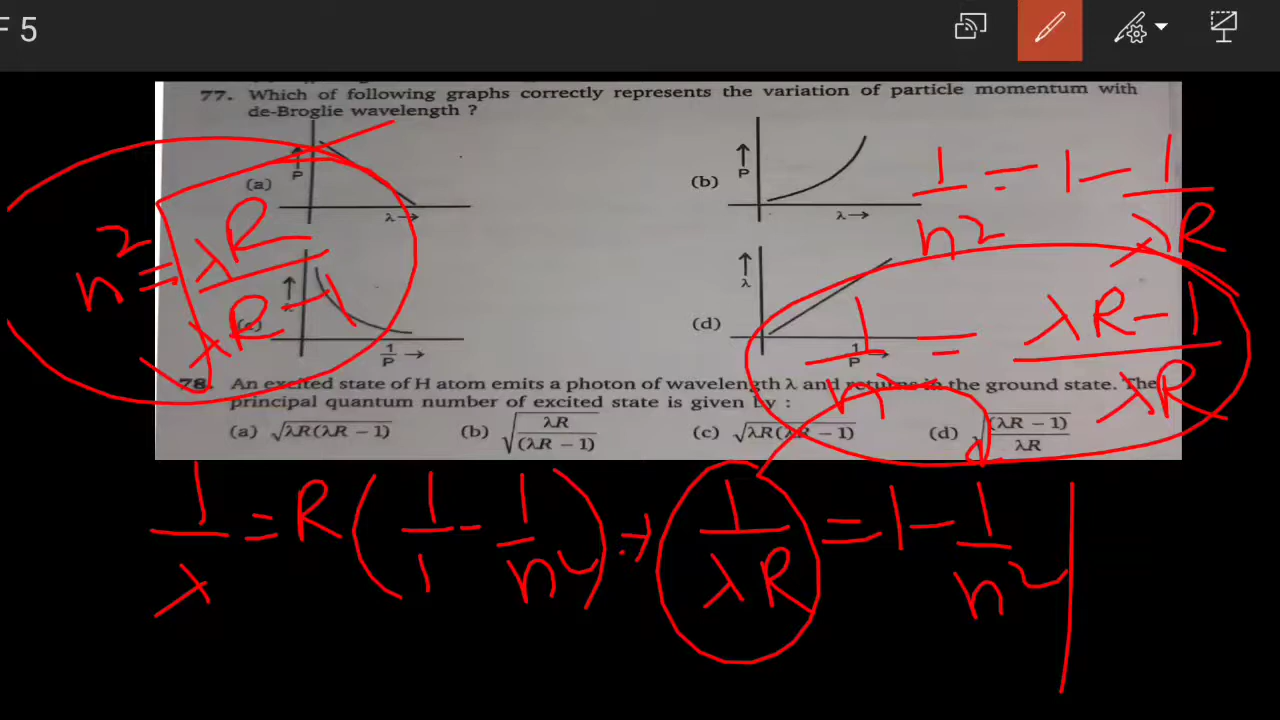 F 5
77. Which of following graphs correctly represents the variation of particle momentum with
de-Broglie wavelength ?
(a) P λ→
(b) P λ→
1/n² = 1 - 1/λR
n² = λR/λR-1
(c) 1/P →
(d) λ 1/P →
1/n² = λR-1/λR
78. An excited state of H atom emits a photon of wavelength λ and returns in the ground state. The
principal quantum number of excited state is given by :
(a) √λR(λR − 1) (b) √λR/(λR − 1) (c) √λR(λR − 1) (d) √(λR − 1)/λR
1/λ = R(1/1 - 1/n²) → 1/λR = 1 - 1/n²